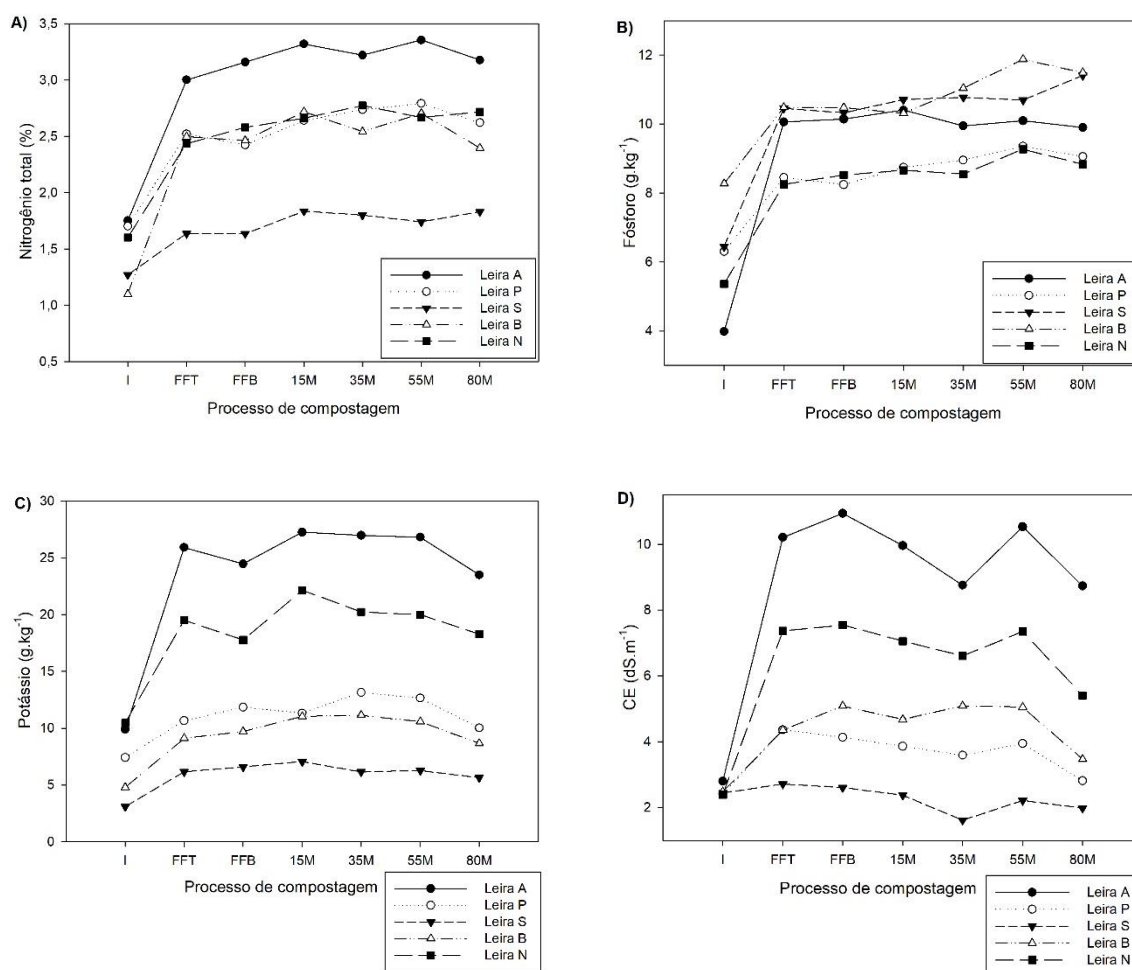 A)
Nitrogênio total (%)
3,5
3,0
2,5
2,0
1,5
1,0
0,5
I FFT FFB 15M 35M 55M 80M
Processo de compostagem
Leira A
Leira P
Leira S
Leira B
Leira N
B)
Fósforo (g.kg⁻¹)
12
10
8
6
4
I FFT FFB 15M 35M 55M 80M
Processo de compostagem
Leira A
Leira P
Leira S
Leira B
Leira N
C)
Potássio (g.kg⁻¹)
30
25
20
15
10
5
0
I FFT FFB 15M 35M 55M 80M
Processo de compostagem
Leira A
Leira P
Leira S
Leira B
Leira N
D)
CE (dS.m⁻¹)
10
8
6
4
2
I FFT FFB 15M 35M 55M 80M
Processo de compostagem
Leira A
Leira P
Leira S
Leira B
Leira N